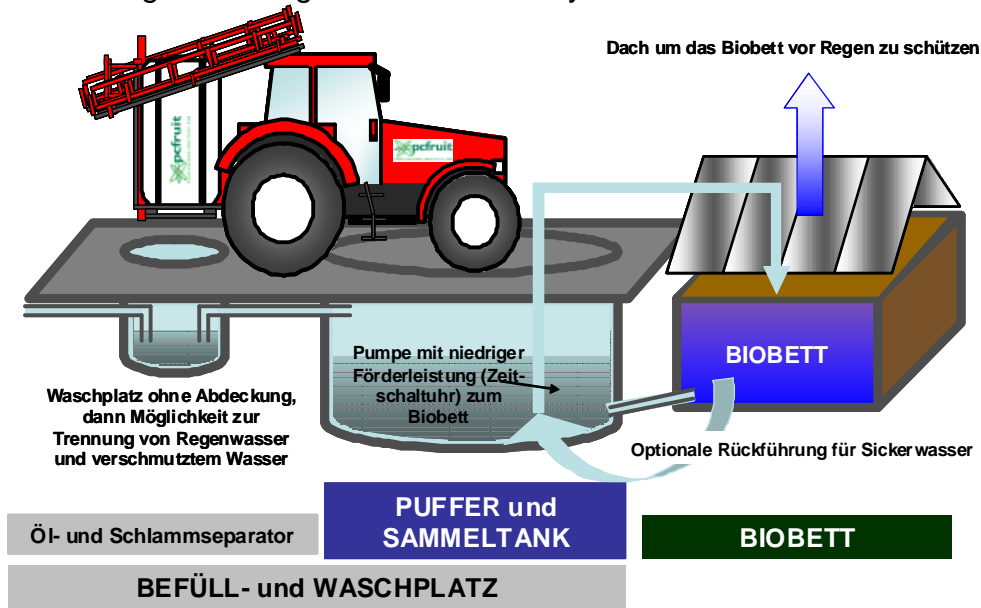 Dach um das Biobett vor Regen zu schützen
pcfruit
pcfruit
Pumpe mit niedriger
Förderleistung (Zeit-
schaltuhr) zum
Biobett
BIOBETT
Waschplatz ohne Abdeckung,
dann Möglichkeit zur
Trennung von Regenwasser
und verschmutztem Wasser
Optionale Rückführung für Sickerwasser
Öl- und Schlammseparator
PUFFER und
SAMMELTANK
BIOBETT
BEFÜLL- und WASCHPLATZ